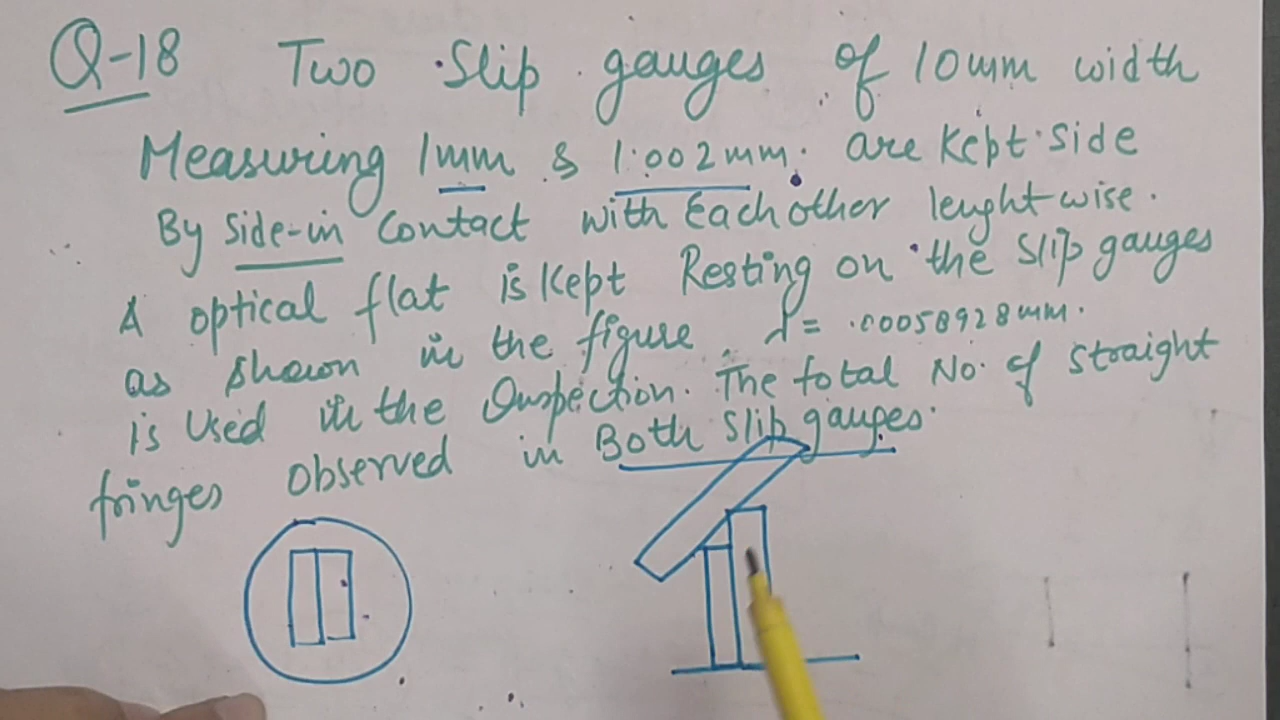 Q-18 Two Slip gauges of 10mm width
Measuring 1mm & 1.002mm. are kept side
By side-in contact with Each other lenghtwise.
A optical flat is kept Resting on the slip gauges
as shown in the figure, λ = .00058928mm.
is used in the Inspection. The total No. of straight
fringes observed in Both slip gauges.